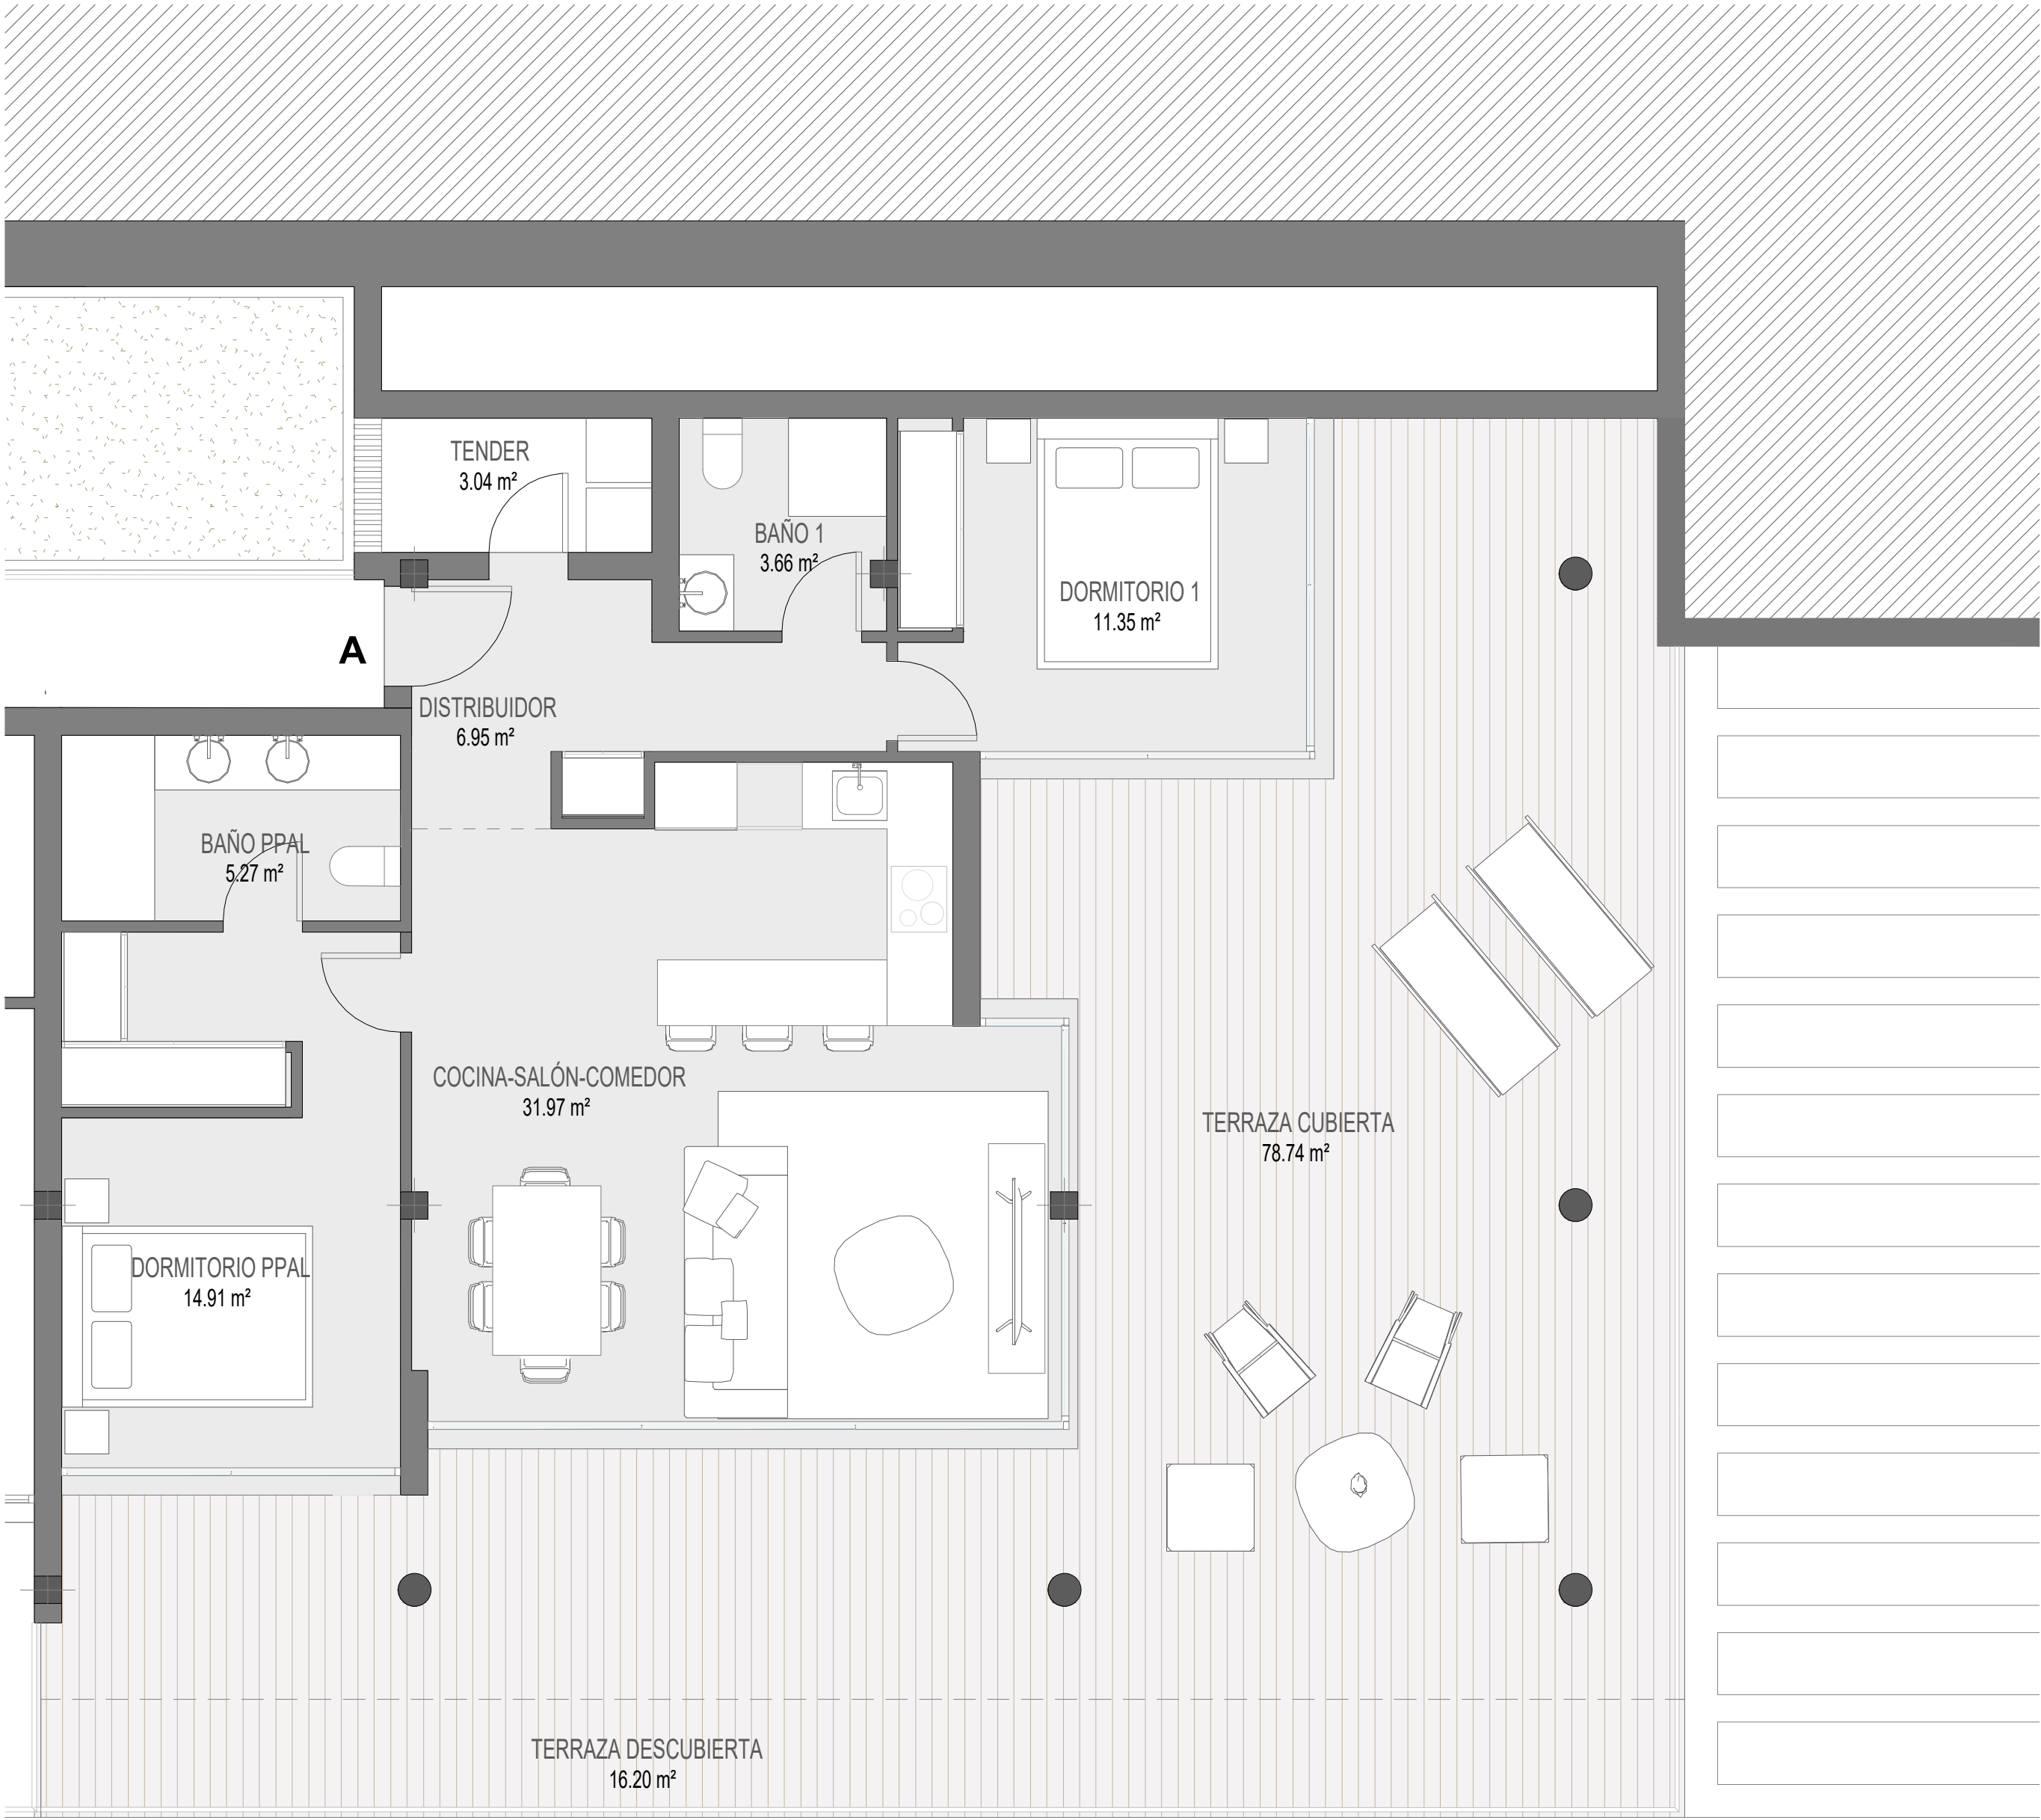 TENDER
3.04 m²
BAÑO 1
3.66 m²
DORMITORIO 1
11.35 m²
A
DISTRIBUIDOR
6.95 m²
BAÑO PPAL
5.27 m²
COCINA-SALÓN-COMEDOR
31.97 m²
TERRAZA CUBIERTA
78.74 m²
DORMITORIO PPAL
14.91 m²
TERRAZA DESCUBIERTA
16.20 m²